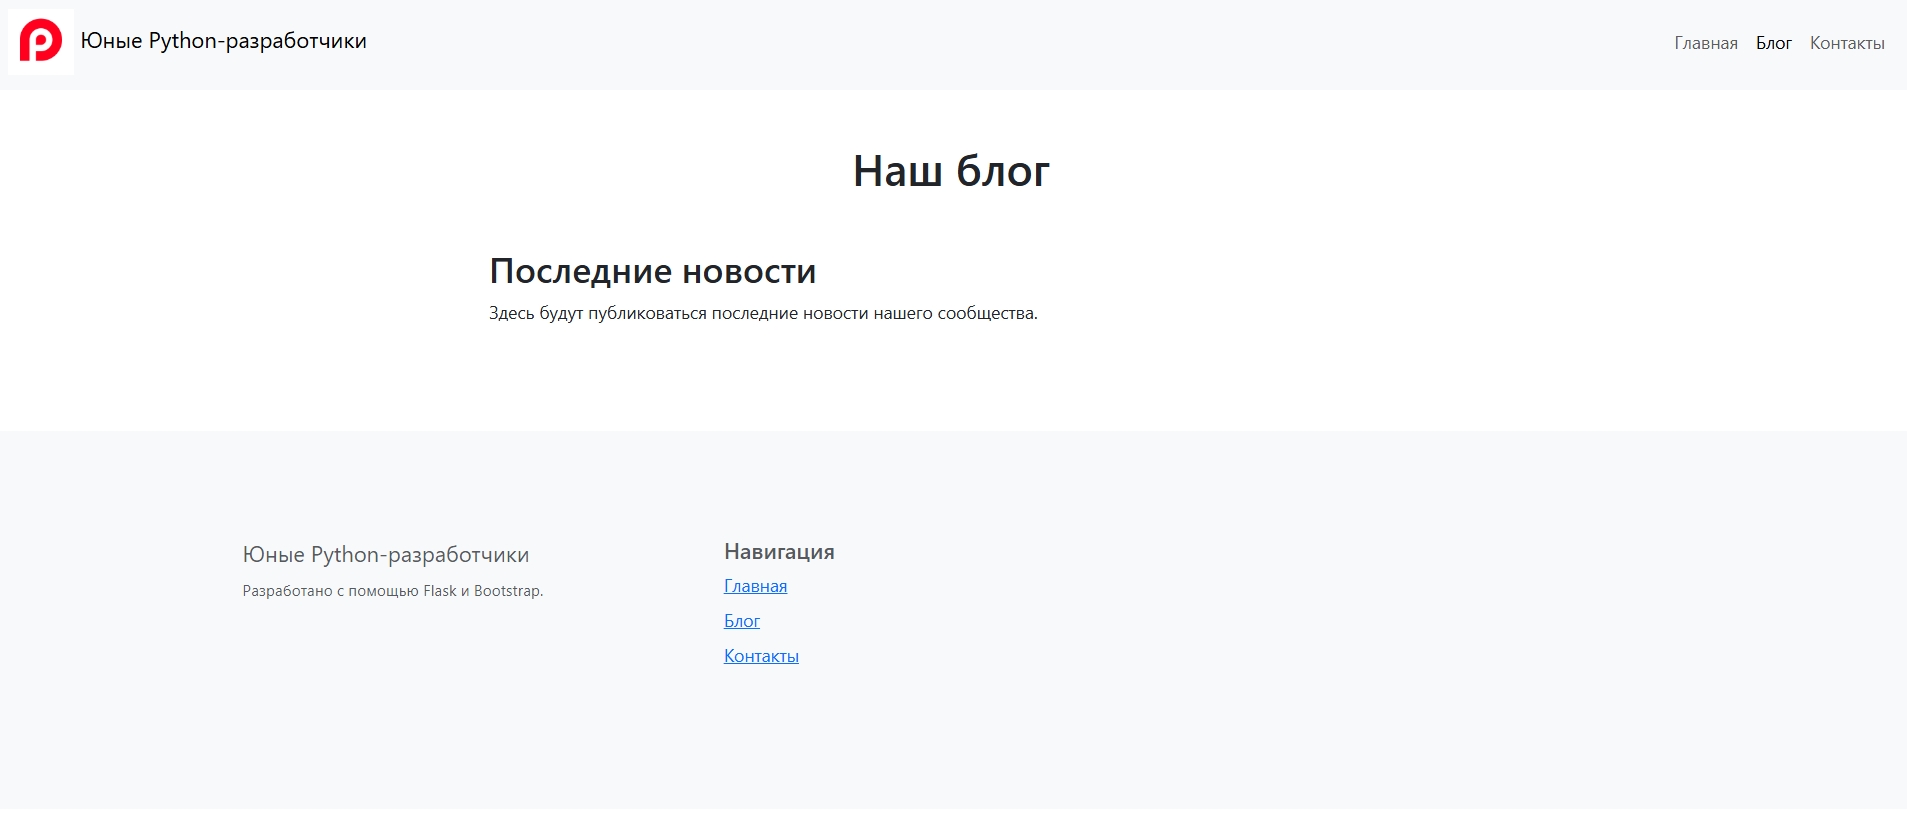 Юные Python-разработчики
Главная Блог Контакты
Наш блог
Последние новости
Здесь будут публиковаться последние новости нашего сообщества.
Юные Python-разработчики
Разработано с помощью Flask и Bootstrap.
Навигация
Главная
Блог
Контакты